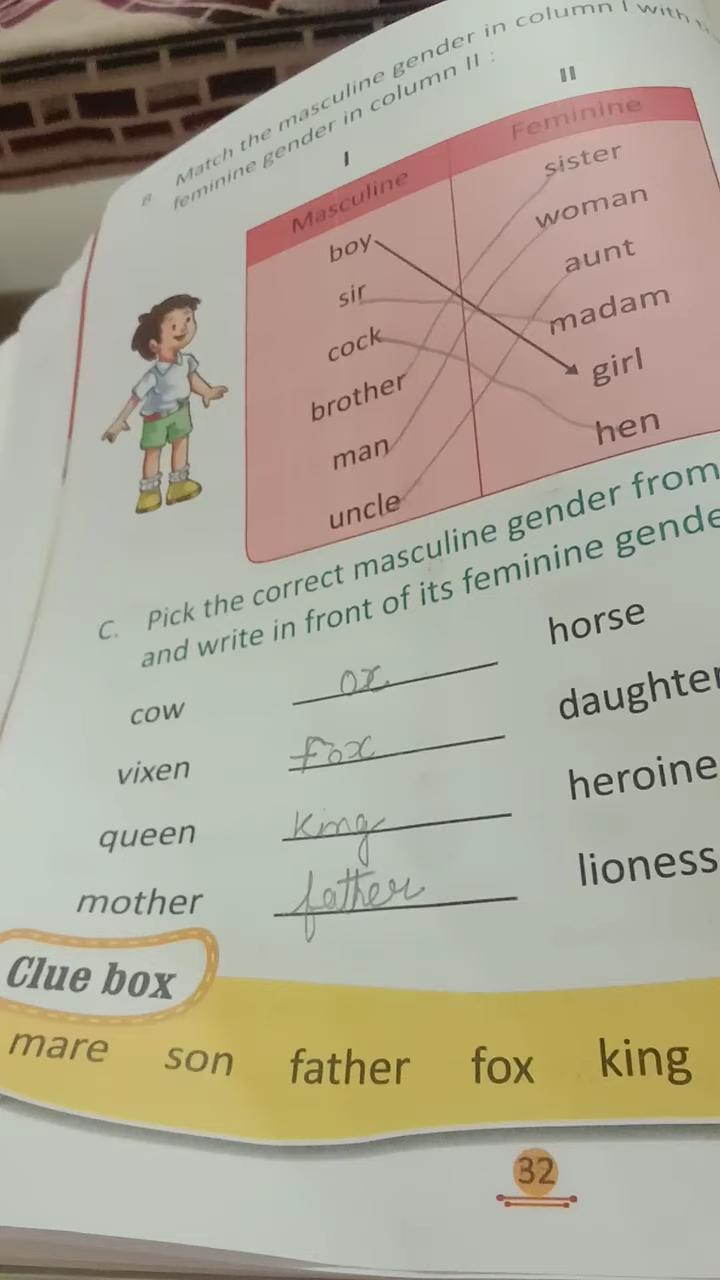 B. Match the masculine gender in column I with
feminine gender in column II :
I II
Masculine Feminine
boy sister
sir woman
cock aunt
brother madam
man girl
uncle hen
C. Pick the correct masculine gender from
and write in front of its feminine gende
cow ox horse
vixen fox daughter
queen king heroine
mother father lioness
Clue box
mare son father fox king
32